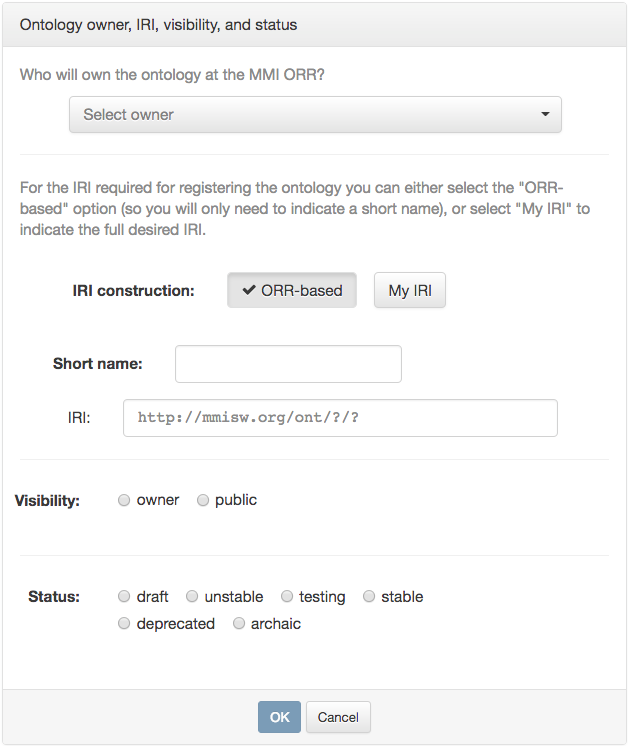 Ontology owner, IRI, visibility, and status
Who will own the ontology at the MMI ORR?
Select owner
For the IRI required for registering the ontology you can either select the "ORR-
based" option (so you will only need to indicate a short name), or select "My IRI" to
indicate the full desired IRI.
IRI construction: ORR-based My IRI
Short name:
IRI: http://mmisw.org/ont/?/?
Visibility: owner public
Status: draft unstable testing stable
deprecated archaic
OK Cancel